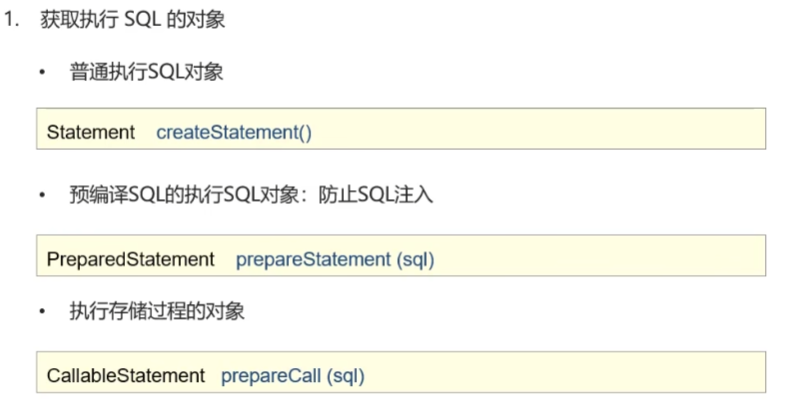 1. 获取执行 SQL 的对象
• 普通执行SQL对象
Statement createStatement()
• 预编译SQL的执行SQL对象：防止SQL注入
PreparedStatement prepareStatement (sql)
• 执行存储过程的对象
CallableStatement prepareCall (sql)